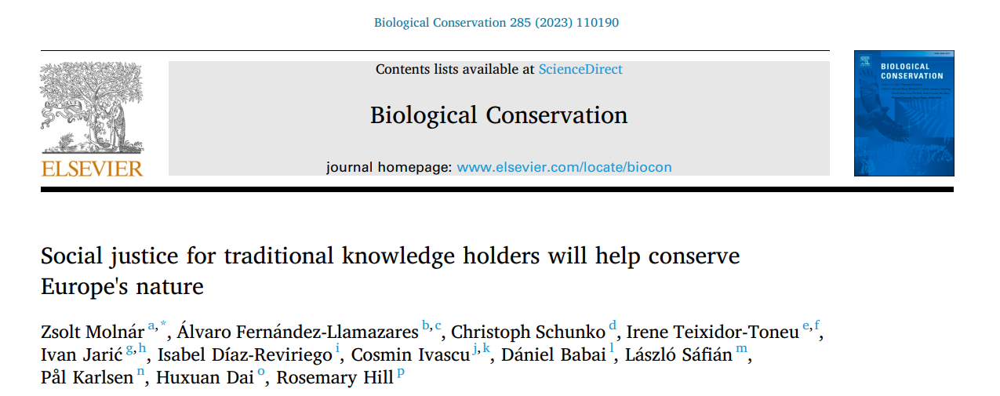 Biological Conservation 285 (2023) 110190
Contents lists available at ScienceDirect
Biological Conservation
journal homepage: www.elsevier.com/locate/biocon
ELSEVIER
BIOLOGICAL
CONSERVATION
Social justice for traditional knowledge holders will help conserve
Europe's nature
Zsolt Molnár a,*, Álvaro Fernández-Llamazares b,c, Christoph Schunko d, Irene Teixidor-Toneu e,f,
Ivan Jarić g,h, Isabel Díaz-Reviriego i, Cosmin Ivascu j,k, Dániel Babai l, László Sáfián m,
Pål Karlsen n, Huxuan Dai o, Rosemary Hill p